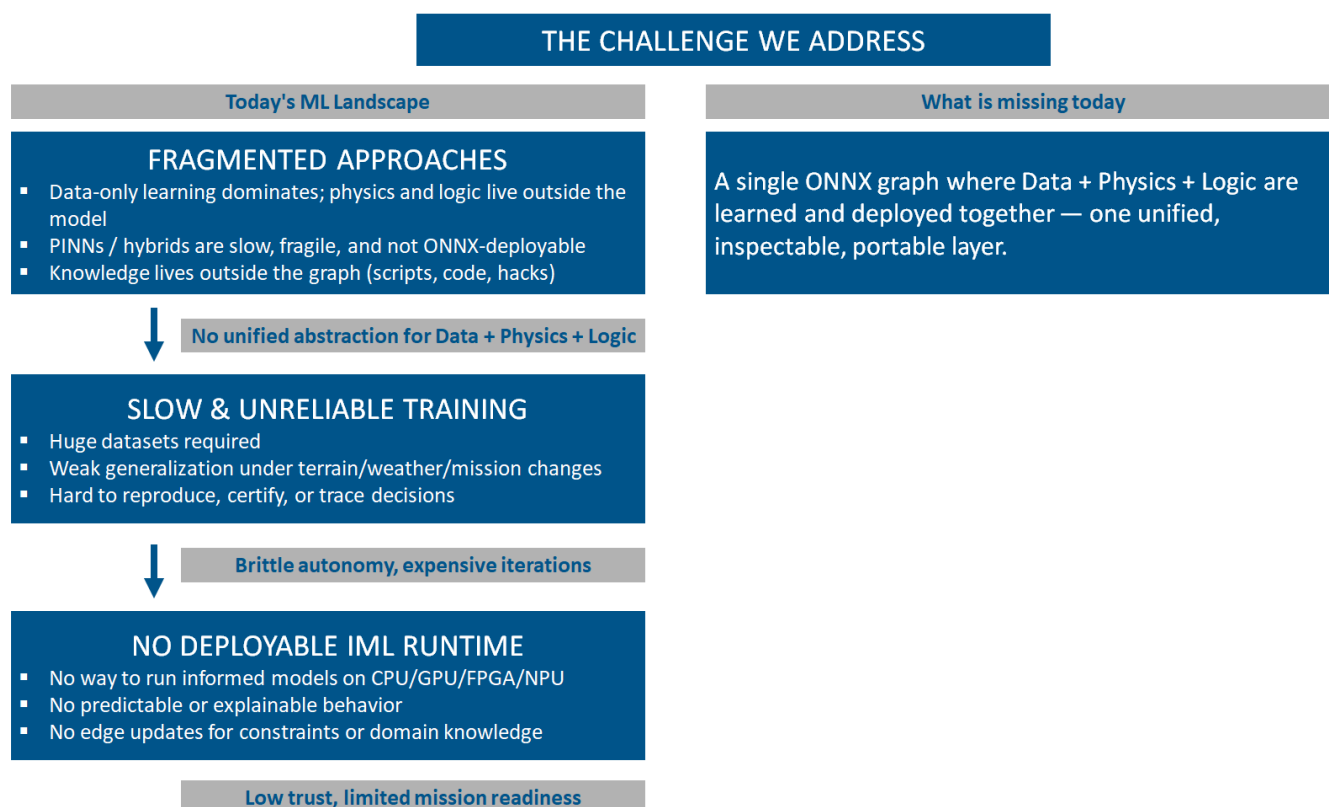 THE CHALLENGE WE ADDRESS
Today's ML Landscape
FRAGMENTED APPROACHES
▪ Data-only learning dominates; physics and logic live outside the
model
▪ PINNs / hybrids are slow, fragile, and not ONNX-deployable
▪ Knowledge lives outside the graph (scripts, code, hacks)
No unified abstraction for Data + Physics + Logic
SLOW & UNRELIABLE TRAINING
▪ Huge datasets required
▪ Weak generalization under terrain/weather/mission changes
▪ Hard to reproduce, certify, or trace decisions
Brittle autonomy, expensive iterations
NO DEPLOYABLE IML RUNTIME
▪ No way to run informed models on CPU/GPU/FPGA/NPU
▪ No predictable or explainable behavior
▪ No edge updates for constraints or domain knowledge
Low trust, limited mission readiness
What is missing today
A single ONNX graph where Data + Physics + Logic are
learned and deployed together — one unified,
inspectable, portable layer.